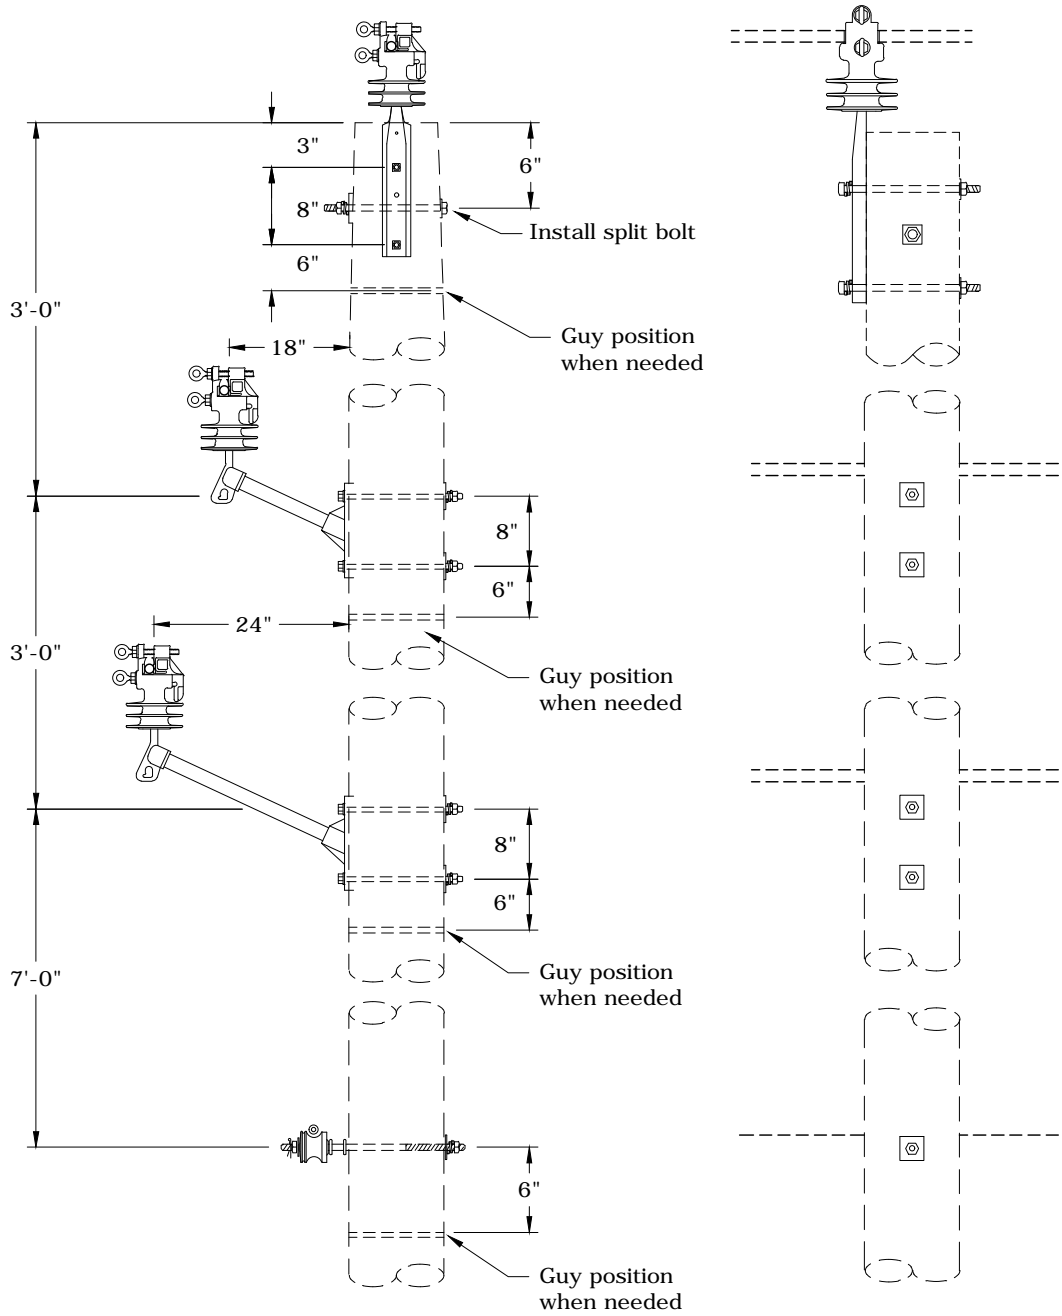 3"
6"
8"
Install split bolt
6"
3'-0"
Guy position
when needed
18"
8"
6"
24"
3'-0"
Guy position
when needed
8"
6"
7'-0"
Guy position
when needed
6"
Guy position
when needed